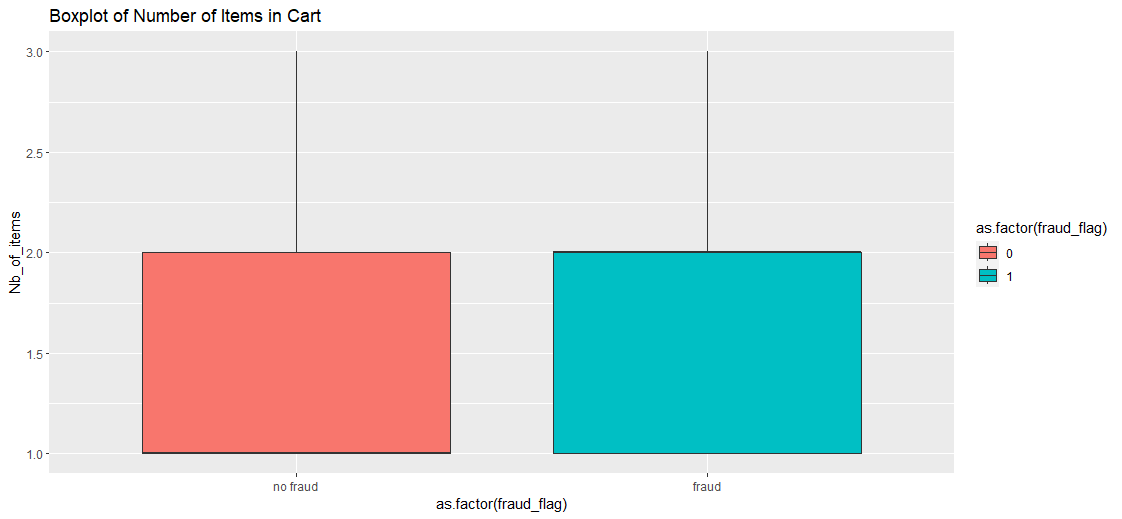 Boxplot of Number of Items in Cart
3.0
2.5
2.0
1.5
1.0
Nb_of_items
no fraud
fraud
as.factor(fraud_flag)
as.factor(fraud_flag)
0
1